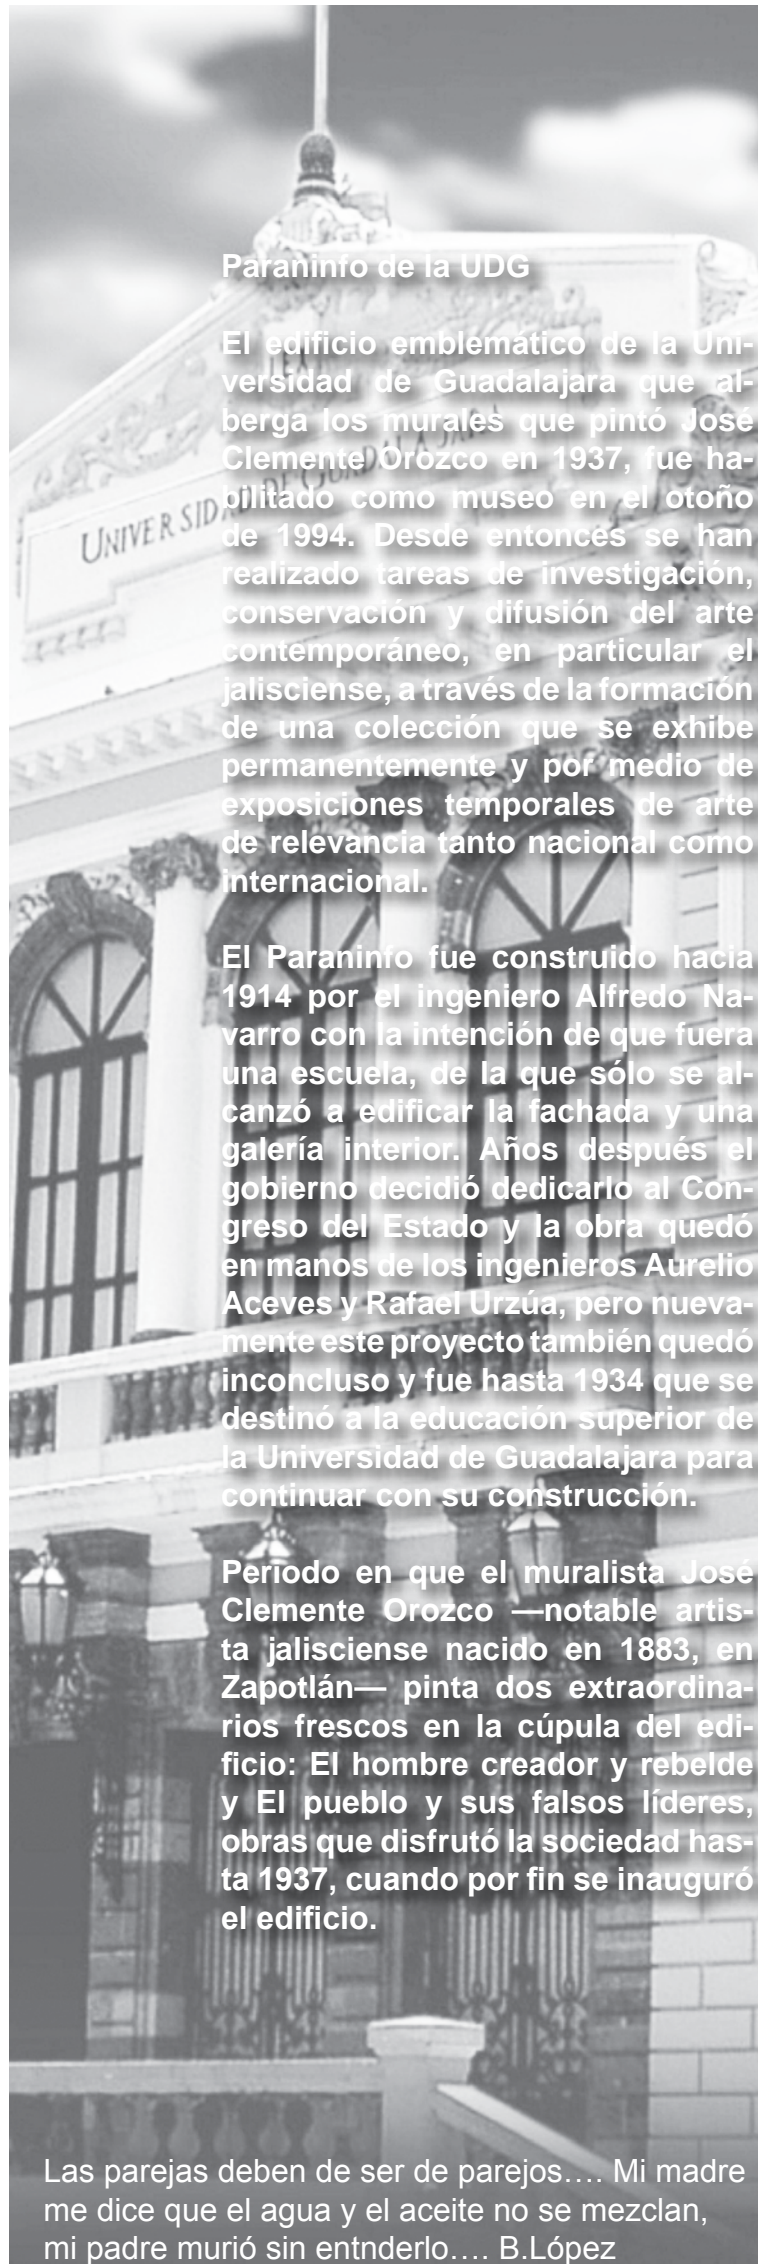 Paraninfo de la UDG
El edificio emblemático de la Uni-
versidad de Guadalajara que al-
berga los murales que pintó José
Clemente Orozco en 1937, fue ha-
bilitado como museo en el otoño
de 1994. Desde entonces se han
realizado tareas de investigación,
conservación y difusión del arte
contemporáneo, en particular el
jalisciense, a través de la formación
de una colección que se exhibe
permanentemente y por medio de
exposiciones temporales de arte
de relevancia tanto nacional como
internacional.
El Paraninfo fue construido hacia
1914 por el ingeniero Alfredo Na-
varro con la intención de que fuera
una escuela, de la que sólo se al-
canzó a edificar la fachada y una
galería interior. Años después el
gobierno decidió dedicarlo al Con-
greso del Estado y la obra quedó
en manos de los ingenieros Aurelio
Aceves y Rafael Urzúa, pero nueva-
mente este proyecto también quedó
inconcluso y fue hasta 1934 que se
destinó a la educación superior de
la Universidad de Guadalajara para
continuar con su construcción.
Periodo en que el muralista José
Clemente Orozco —notable artis-
ta jalisciense nacido en 1883, en
Zapotlán— pinta dos extraordina-
rios frescos en la cúpula del edi-
ficio: El hombre creador y rebelde
y El pueblo y sus falsos líderes,
obras que disfrutó la sociedad has-
ta 1937, cuando por fin se inauguró
el edificio.
UNIVERSIDAD DE GUADALAJARA
Las parejas deben de ser de parejos…. Mi madre
me dice que el agua y el aceite no se mezclan,
mi padre murió sin entnderlo…. B.López